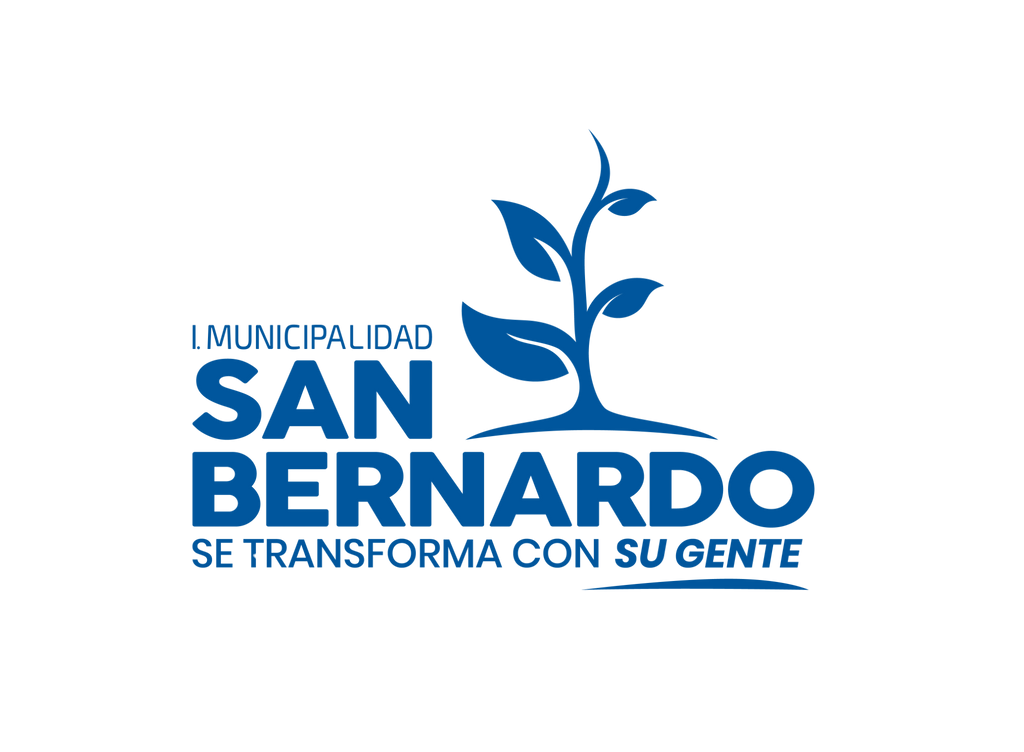 I. MUNICIPALIDAD
SAN
BERNARDO
SE TRANSFORMA CON SU GENTE